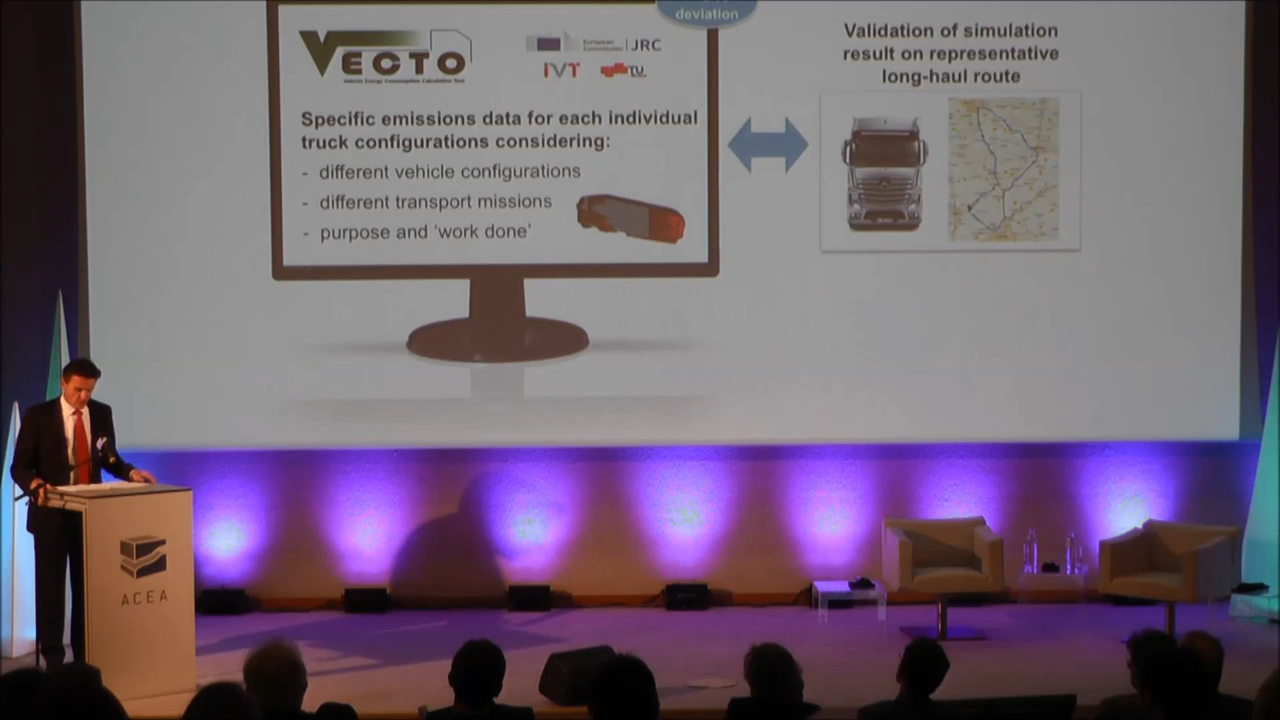 deviation
VECTO
Vehicle Energy Consumption Calculation Tool
European
Commission
JRC
IVT
TU
Specific emissions data for each individual
truck configurations considering:
- different vehicle configurations
- different transport missions
- purpose and ‘work done’
Validation of simulation
result on representative
long-haul route
ACEA